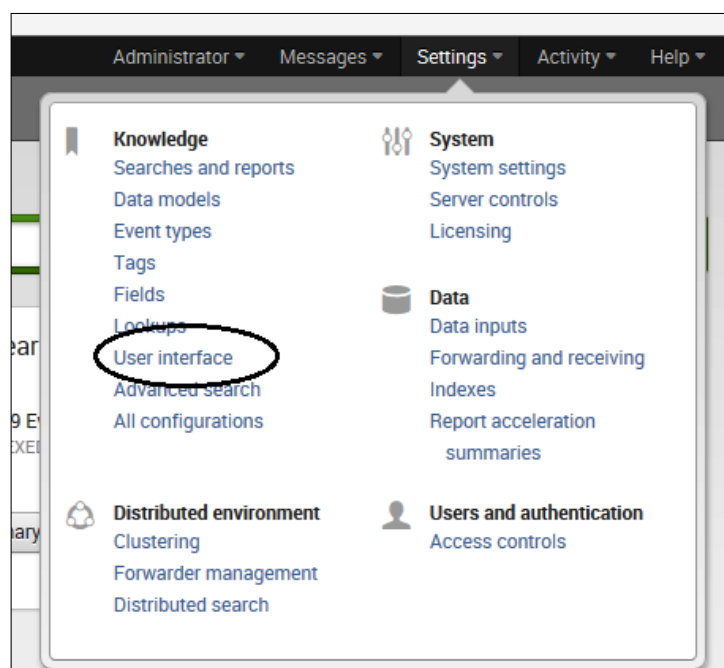 Administrator Messages Settings Activity Help
Knowledge
Searches and reports
Data models
Event types
Tags
Fields
Lookups
User interface
Advanced search
All configurations
System
System settings
Server controls
Licensing
Data
Data inputs
Forwarding and receiving
Indexes
Report acceleration
summaries
Distributed environment
Clustering
Forwarder management
Distributed search
Users and authentication
Access controls